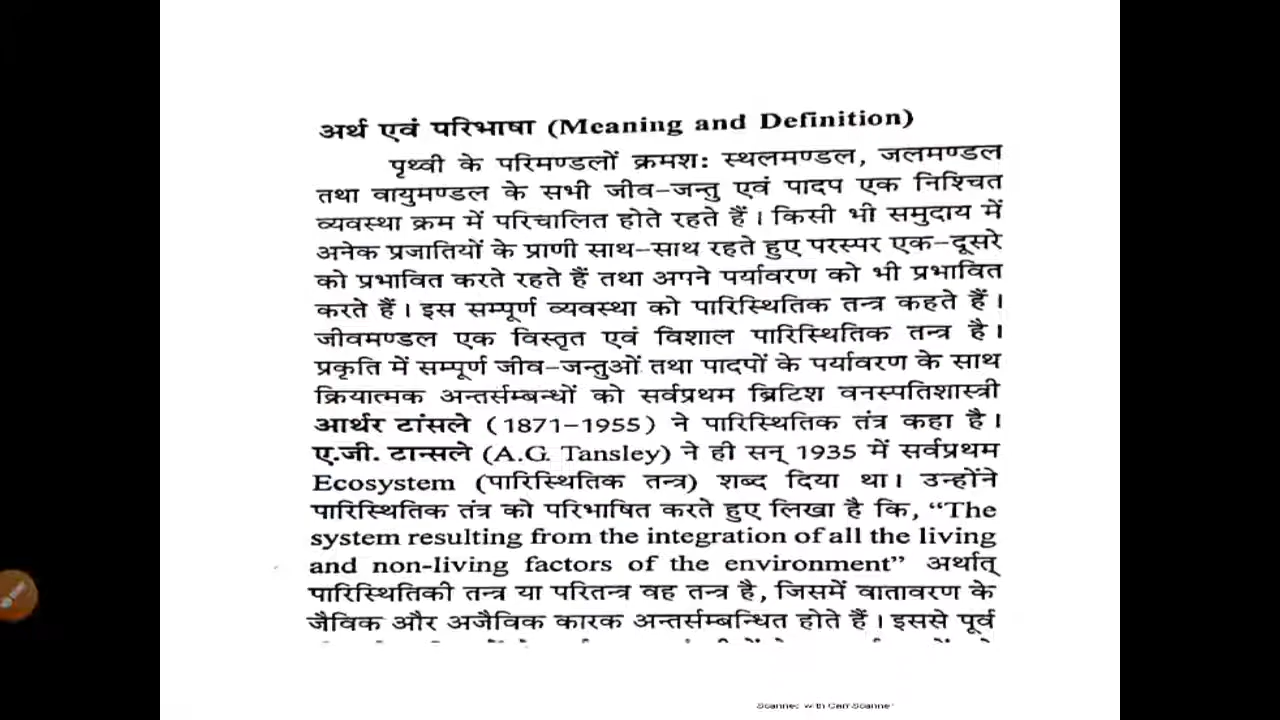 अर्थ एवं परिभाषा (Meaning and Definition)
पृथ्वी के परिमण्डलों क्रमश: स्थलमण्डल, जलमण्डल
तथा वायुमण्डल के सभी जीव-जन्तु एवं पादप एक निश्चित
व्यवस्था क्रम में परिचालित होते रहते हैं। किसी भी समुदाय में
अनेक प्रजातियों के प्राणी साथ-साथ रहते हुए परस्पर एक-दूसरे
को प्रभावित करते रहते हैं तथा अपने पर्यावरण को भी प्रभावित
करते हैं। इस सम्पूर्ण व्यवस्था को पारिस्थितिक तन्त्र कहते हैं।
जीवमण्डल एक विस्तृत एवं विशाल पारिस्थितिक तन्त्र है।
प्रकृति में सम्पूर्ण जीव-जन्तुओं तथा पादपों के पर्यावरण के साथ
क्रियात्मक अन्तर्सम्बन्धों को सर्वप्रथम ब्रिटिश वनस्पतिशास्त्री
आर्थर टांसले (1871-1955) ने पारिस्थितिक तंत्र कहा है।
ए.जी. टान्सले (A.G. Tansley) ने ही सन् 1935 में सर्वप्रथम
Ecosystem (पारिस्थितिक तन्त्र) शब्द दिया था। उन्होंने
पारिस्थितिक तंत्र को परिभाषित करते हुए लिखा है कि, “The
system resulting from the integration of all the living
and non-living factors of the environment” अर्थात्
पारिस्थितिकी तन्त्र या परितन्त्र वह तन्त्र है, जिसमें वातावरण के
जैविक और अजैविक कारक अन्तर्सम्बन्धित होते हैं। इससे पूर्व
Scanned with CamScanner